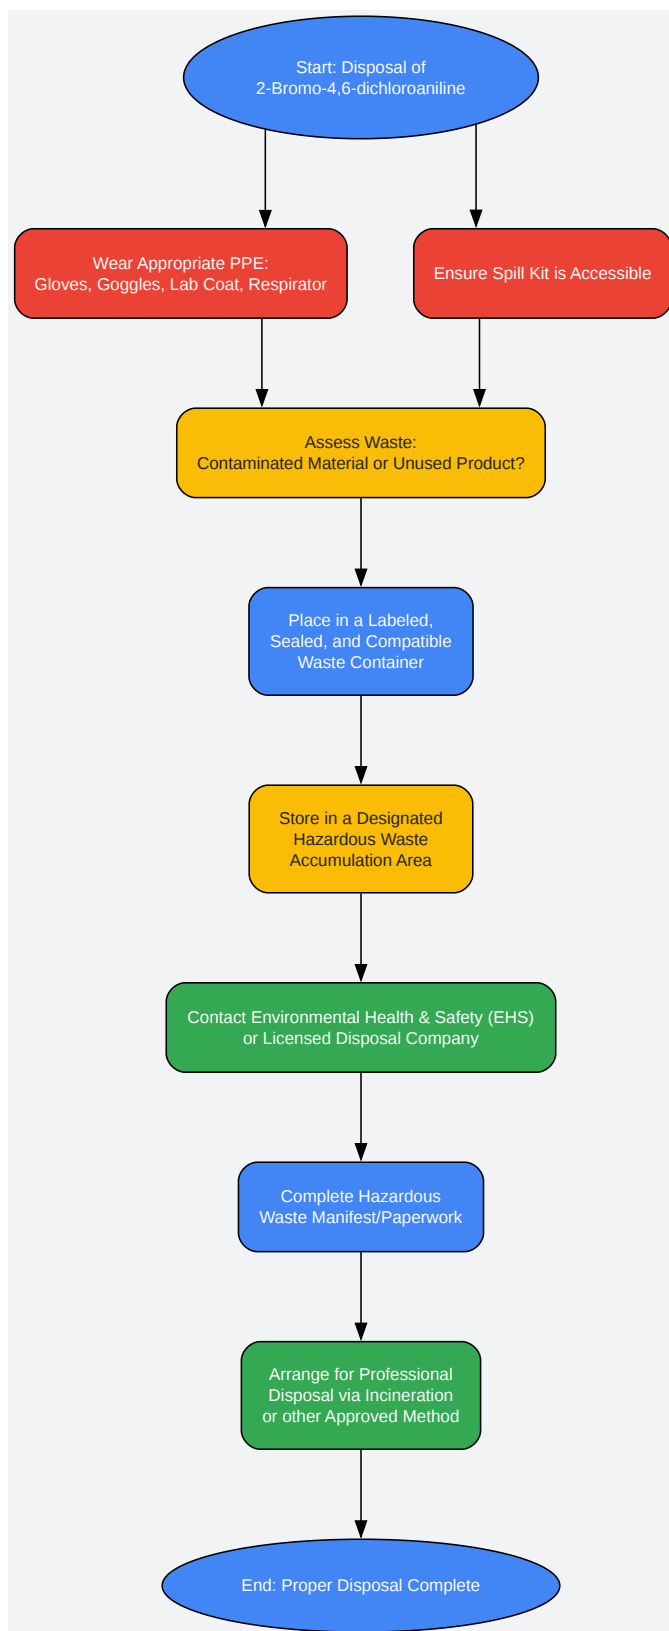 Start: Disposal of
2-Bromo-4,6-dichloroaniline
Wear Appropriate PPE:
Gloves, Goggles, Lab Coat, Respirator
Ensure Spill Kit is Accessible
Assess Waste:
Contaminated Material or Unused Product?
Place in a Labeled,
Sealed, and Compatible
Waste Container
Store in a Designated
Hazardous Waste
Accumulation Area
Contact Environmental Health & Safety (EHS)
or Licensed Disposal Company
Complete Hazardous
Waste Manifest/Paperwork
Arrange for Professional
Disposal via Incineration
or other Approved Method
End: Proper Disposal Complete